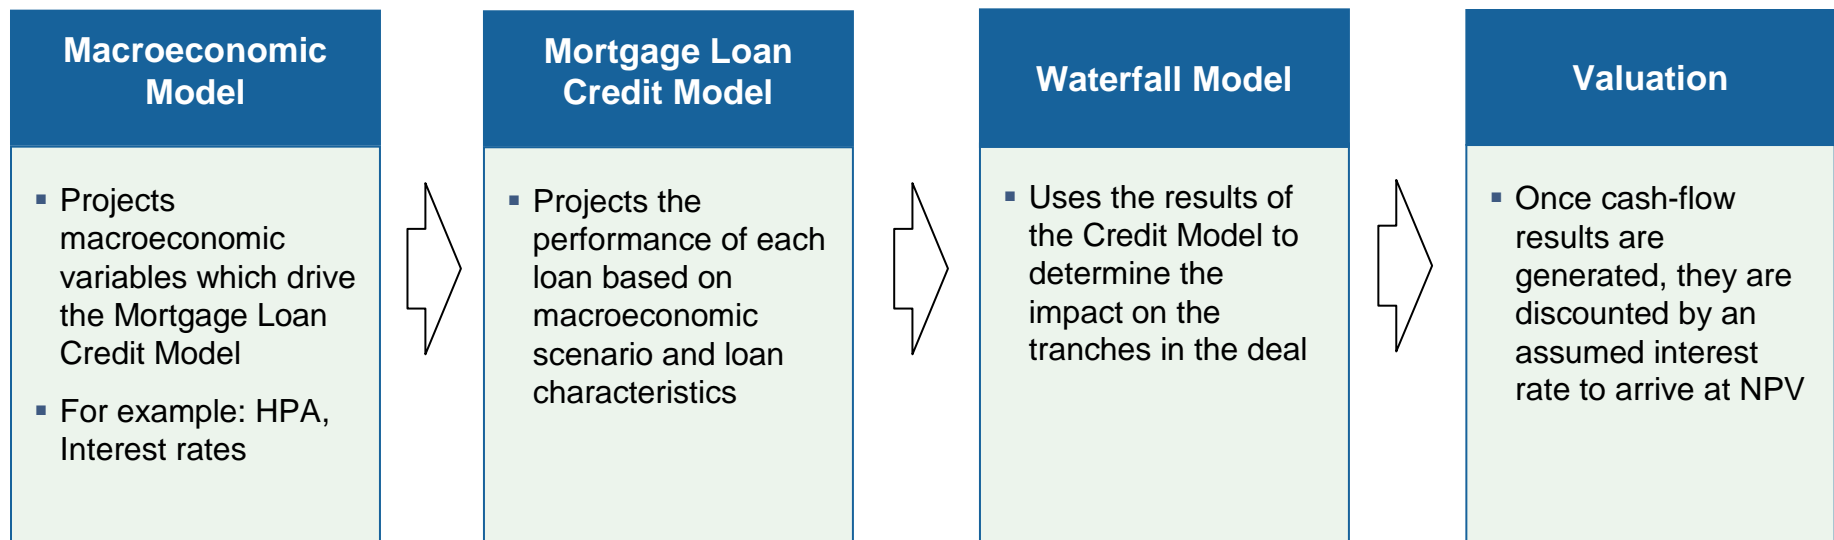 Macroeconomic
Model
▪ Projects
macroeconomic
variables which drive
the Mortgage Loan
Credit Model
▪ For example: HPA,
Interest rates
Mortgage Loan
Credit Model
▪ Projects the
performance of each
loan based on
macroeconomic
scenario and loan
characteristics
Waterfall Model
▪ Uses the results of
the Credit Model to
determine the
impact on the
tranches in the deal
Valuation
▪ Once cash-flow
results are
generated, they are
discounted by an
assumed interest
rate to arrive at NPV